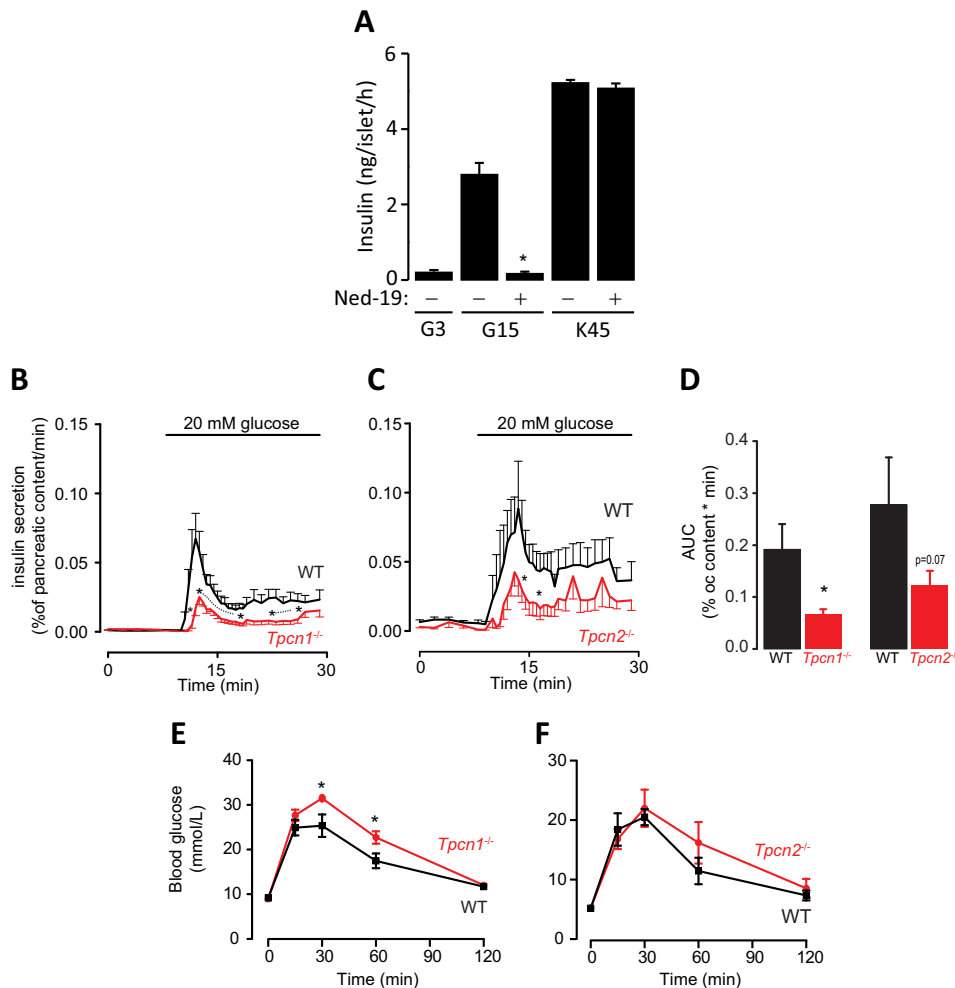 A
Insulin (ng/islet/h)
6
4
2
0
Ned-19: – – + – +
G3 G15 K45
*
B
insulin secretion
(%of pancreatic content/min)
20 mM glucose
0.15
0.10
0.05
0.00
WT
* * * * *
Tpcn1-/-
0 15 30
Time (min)
C
20 mM glucose
0.15
0.10
0.05
0.00
WT
* *
Tpcn2-/-
0 15 30
Time (min)
D
AUC
(% oc content * min)
0.4
0.3
0.2
0.1
0.0
*
p=0.07
WT Tpcn1-/- WT Tpcn2-/-
E
Blood glucose
(mmol/L)
40
30
20
10
0
* *
Tpcn1-/-
WT
0 30 60 90 120
Time (min)
F
30
20
10
0
Tpcn2-/-
WT
0 30 60 90 120
Time (min)